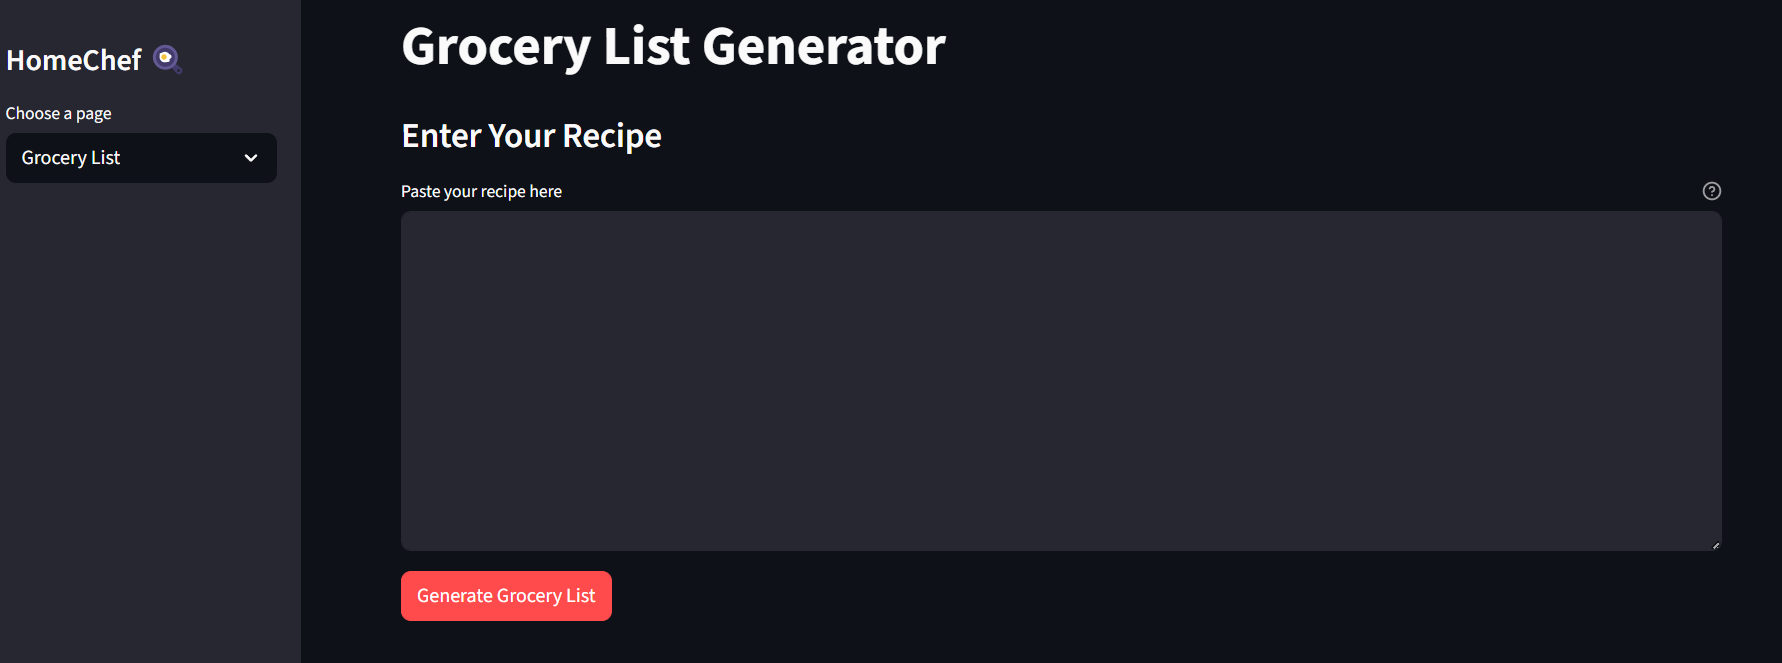 HomeChef 🍳
Choose a page
Grocery List
Grocery List Generator
Enter Your Recipe
Paste your recipe here
Generate Grocery List